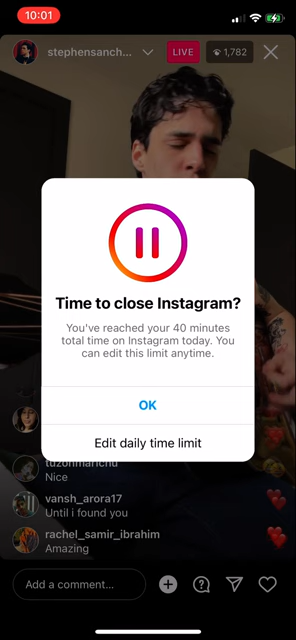 10:01
stephensanch...
LIVE
1,782
Time to close Instagram?
You've reached your 40 minutes
total time on Instagram today. You
can edit this limit anytime.
OK
Edit daily time limit
tuzonmarichu
Nice
vansh_arora17
Until i found you
rachel_samir_ibrahim
Amazing
Add a comment...